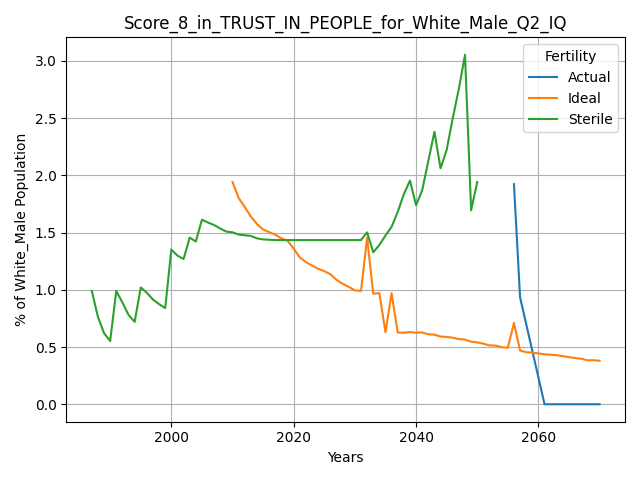 Score_8_in_TRUST_IN_PEOPLE_for_White_Male_Q2_IQ
% of White_Male Population
3.0
2.5
2.0
1.5
1.0
0.5
0.0
Fertility
Actual
Ideal
Sterile
2000
2020
2040
2060
Years